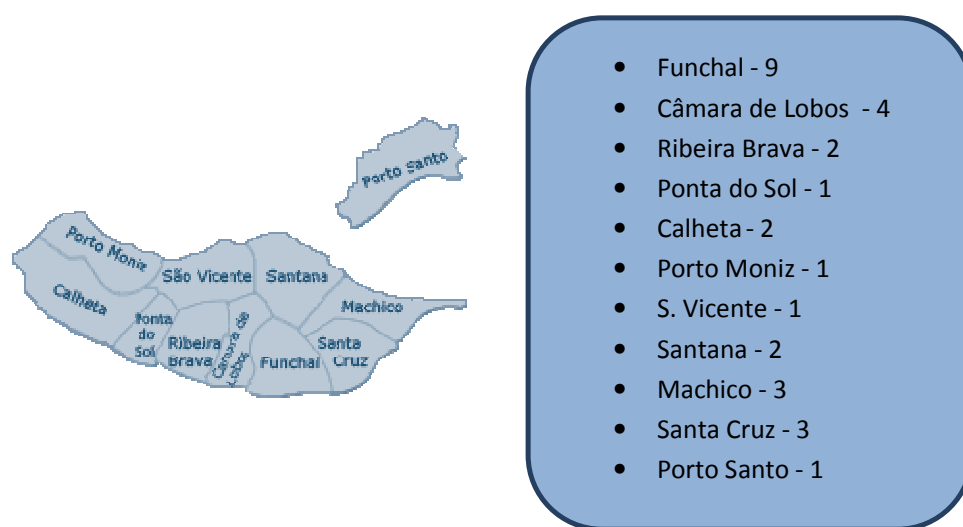 Porto Santo
Porto Moniz
São Vicente
Santana
Calheta
Machico
Ponta
do
Sol
Ribeira
Brava
Câmara de
Lobos
Funchal
Santa
Cruz
• Funchal - 9
• Câmara de Lobos - 4
• Ribeira Brava - 2
• Ponta do Sol - 1
• Calheta - 2
• Porto Moniz - 1
• S. Vicente - 1
• Santana - 2
• Machico - 3
• Santa Cruz - 3
• Porto Santo - 1